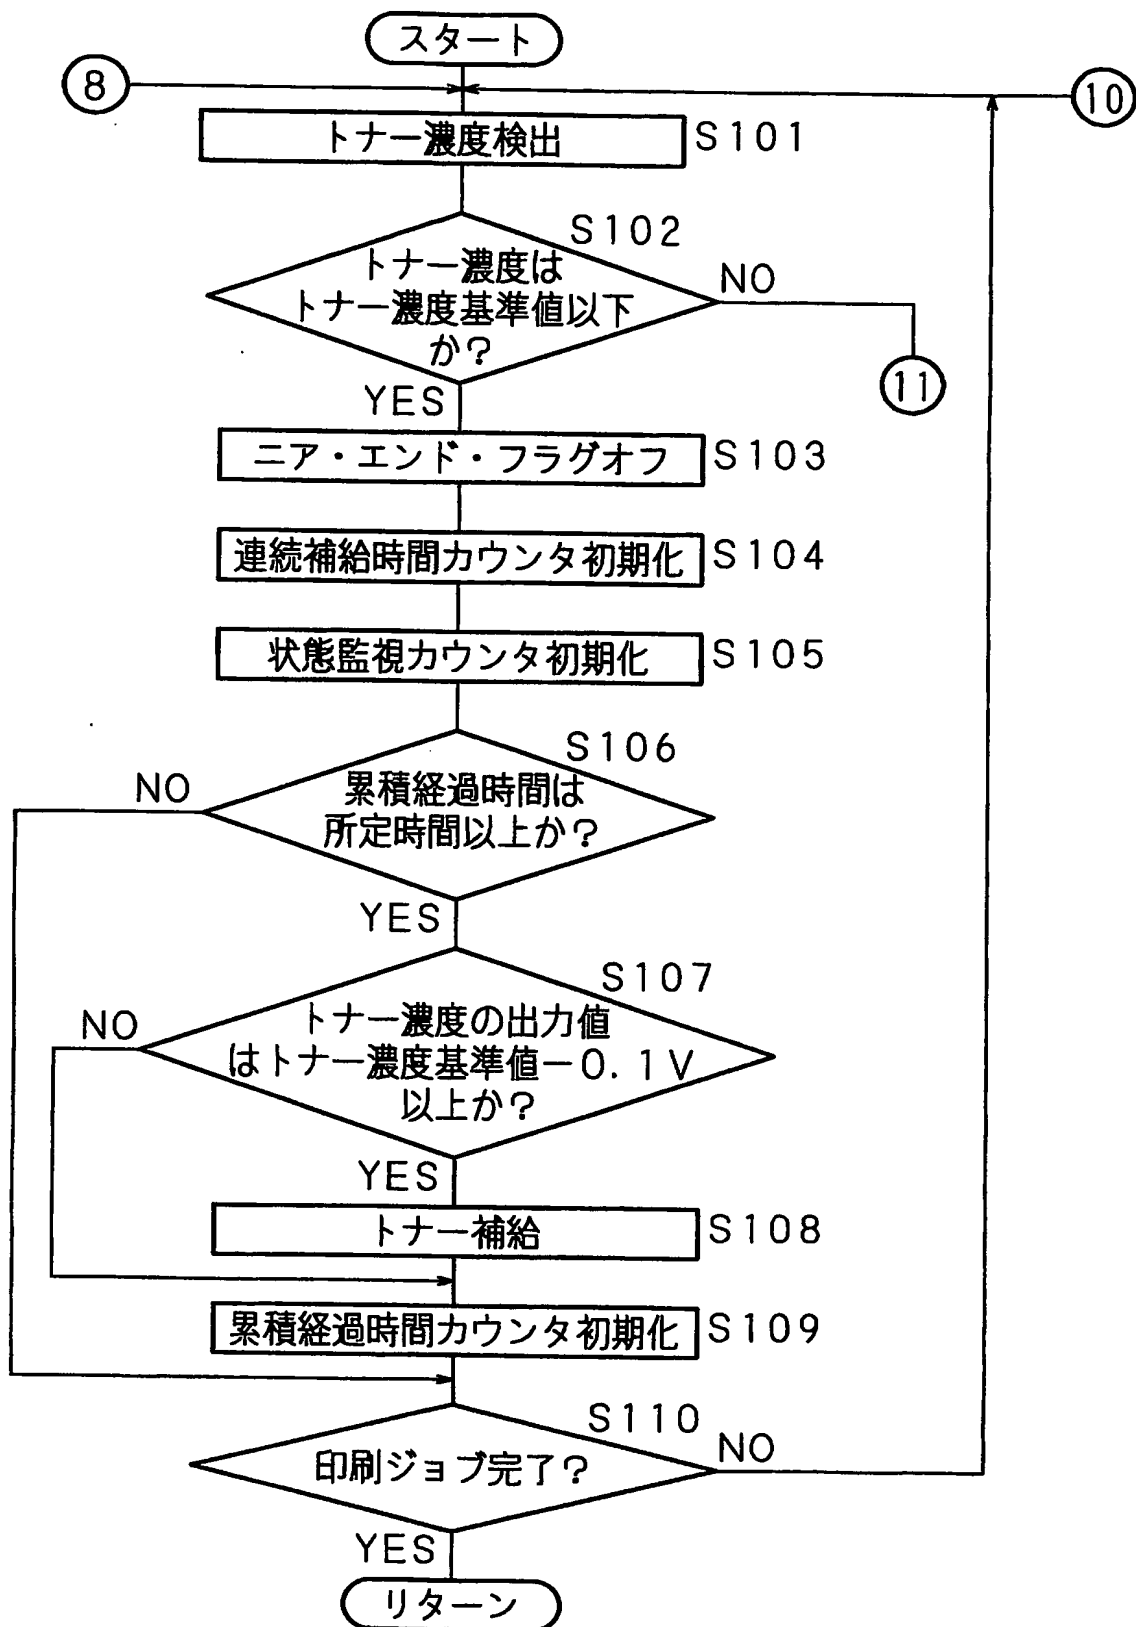 スタート
8
10
トナー濃度検出
S101
S102
トナー濃度は
トナー濃度基準値以下
か?
NO
11
YES
ニア・エンド・フラグオフ
S103
連続補給時間カウンタ初期化
S104
状態監視カウンタ初期化
S105
S106
NO
累積経過時間は
所定時間以上か?
YES
S107
NO
トナー濃度の出力値
はトナー濃度基準値−0.1V
以上か?
YES
トナー補給
S108
累積経過時間カウンタ初期化
S109
S110
NO
印刷ジョブ完了?
YES
リターン